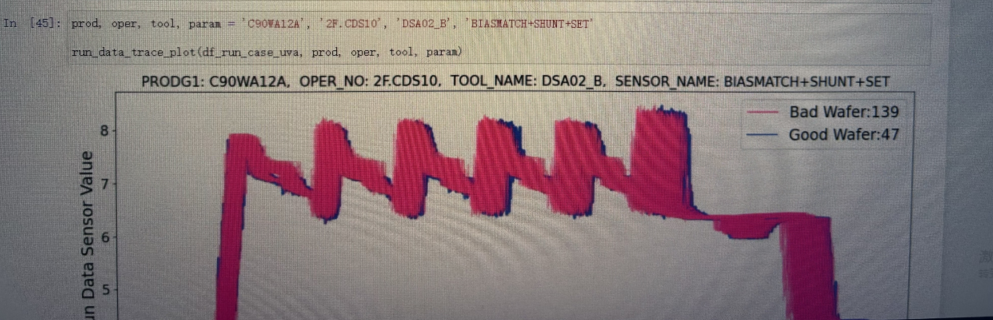 In [45]: prod, oper, tool, param = 'C90WA12A', '2F.CDS10', 'DSA02_B', 'BIASMATCH+SHUNT+SET'
run_data_trace_plot(df_run_case_uva, prod, oper, tool, param)
PRODG1: C90WA12A, OPER_NO: 2F.CDS10, TOOL_NAME: DSA02_B, SENSOR_NAME: BIASMATCH+SHUNT+SET
Bad Wafer:139
Good Wafer:47
8
7
6
5
un Data Sensor Value